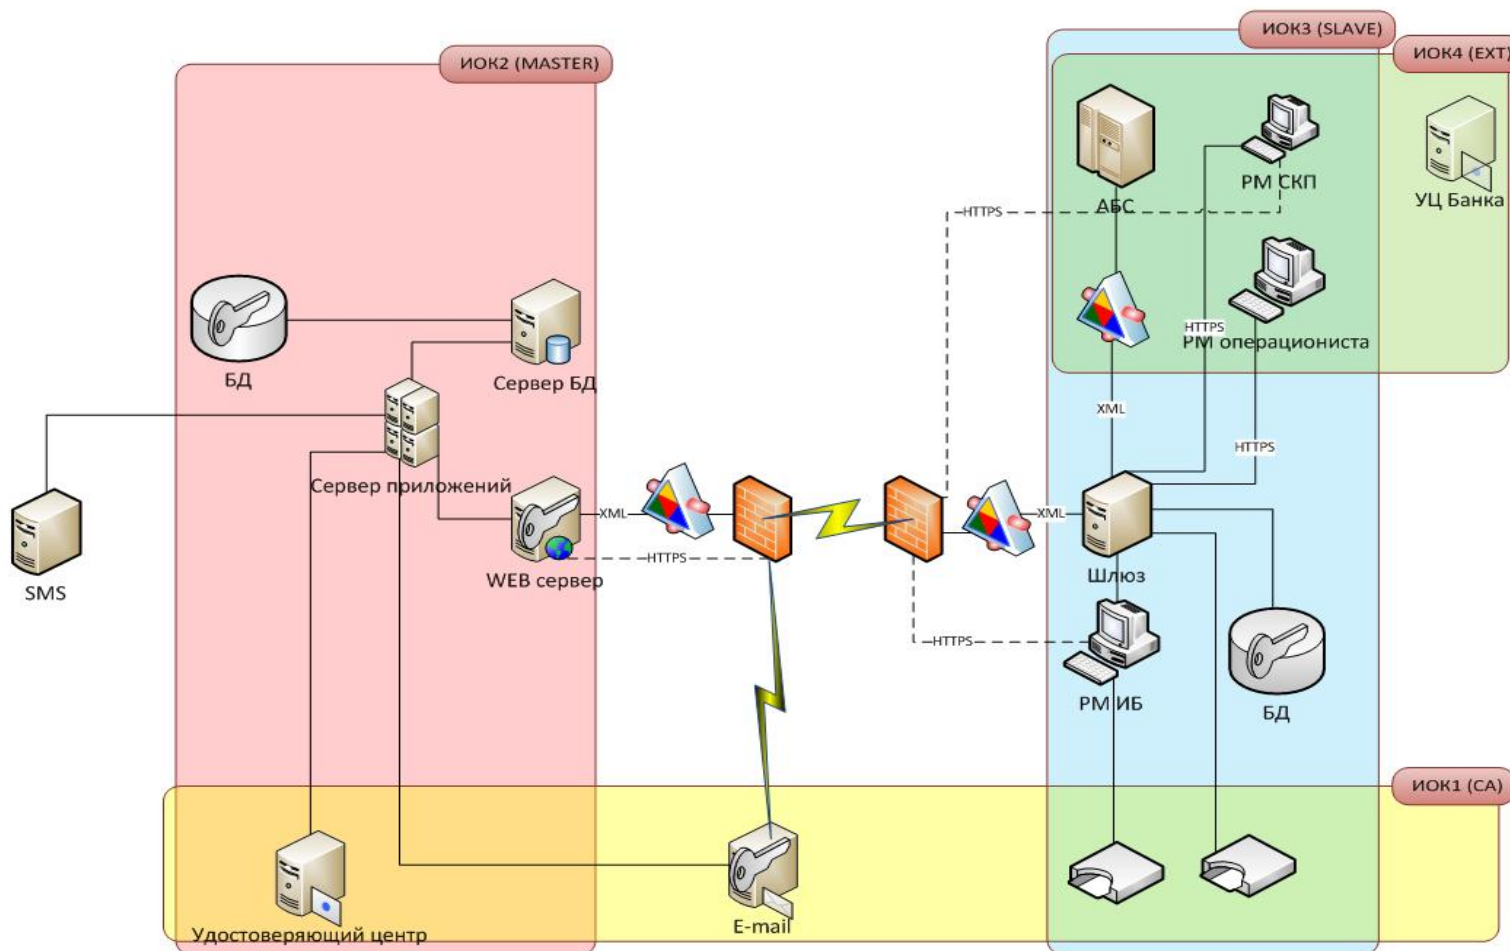 ИОК3 (SLAVE)
ИОК2 (MASTER)
ИОК4 (EXT)
РМ СКП
УЦ Банка
АБС
HTTPS
HTTPS
РМ операциониста
БД
Сервер БД
XML
HTTPS
Сервер приложений
XML
XML
HTTPS
WEB сервер
Шлюз
SMS
HTTPS
РМ ИБ
БД
ИОК1 (CA)
E-mail
Удостоверяющий центр